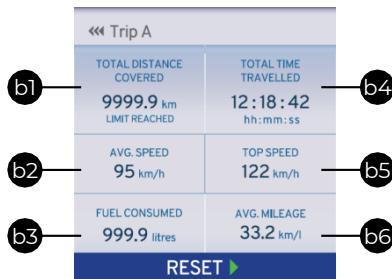 Trip A
TOTAL DISTANCE
COVERED
9999.9 km
LIMIT REACHED
TOTAL TIME
TRAVELLED
12:18:42
hh:mm:ss
b1
b4
AVG. SPEED
95 km/h
TOP SPEED
122 km/h
b2
b5
FUEL CONSUMED
999.9 litres
AVG. MILEAGE
33.2 km/l
b3
b6
RESET